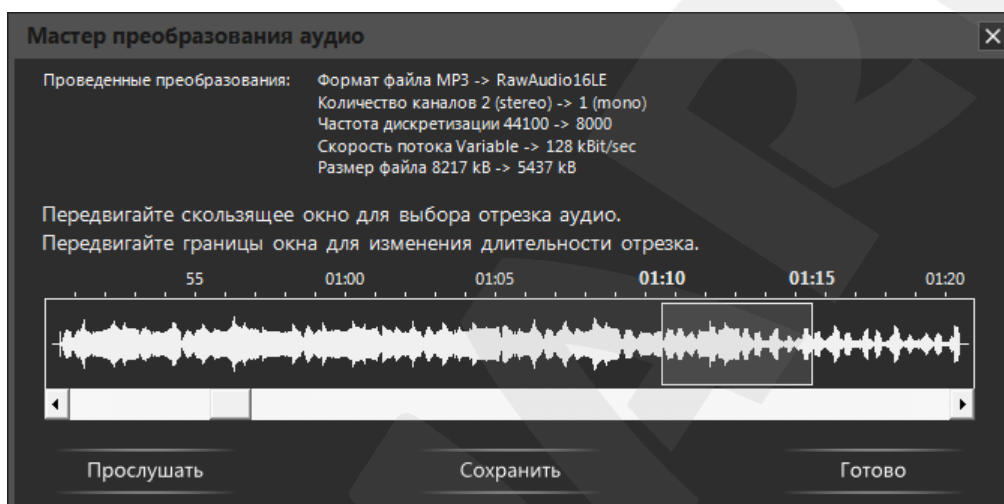 Мастер преобразования аудио
Проведенные преобразования: Формат файла MP3 -> RawAudio16LE
Количество каналов 2 (stereo) -> 1 (mono)
Частота дискретизации 44100 -> 8000
Скорость потока Variable -> 128 kBit/sec
Размер файла 8217 kB -> 5437 kB
Передвигайте скользящее окно для выбора отрезка аудио.
Передвигайте границы окна для изменения длительности отрезка.
55 01:00 01:05 01:10 01:15 01:20
Прослушать Сохранить Готово